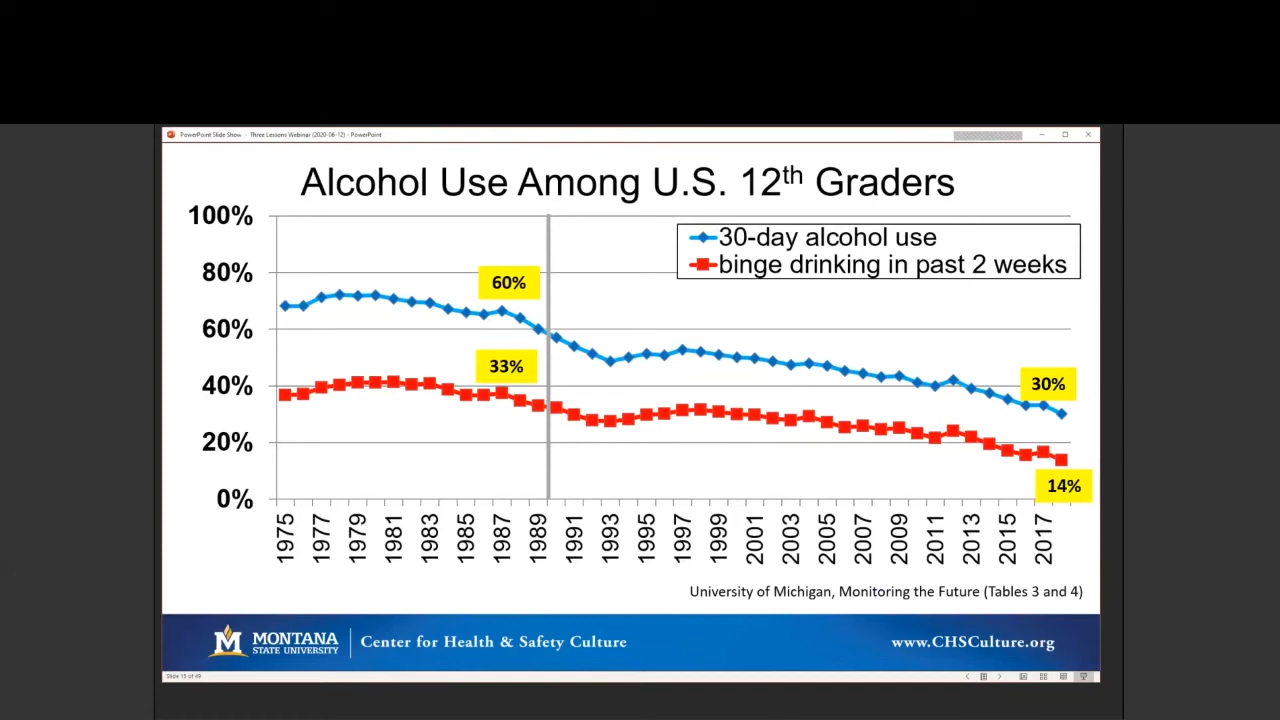 PowerPoint Slide Show - Three Lessons Webinar (2020-06-12) - PowerPoint
Alcohol Use Among U.S. 12th Graders
100%
80%
60%
40%
20%
0%
30-day alcohol use
binge drinking in past 2 weeks
60%
33%
30%
14%
1975
1977
1979
1981
1983
1985
1987
1989
1991
1993
1995
1997
1999
2001
2003
2005
2007
2009
2011
2013
2015
2017
University of Michigan, Monitoring the Future (Tables 3 and 4)
M
MONTANA
STATE UNIVERSITY
Center for Health & Safety Culture
www.CHSCulture.org
Slide 15 of 49